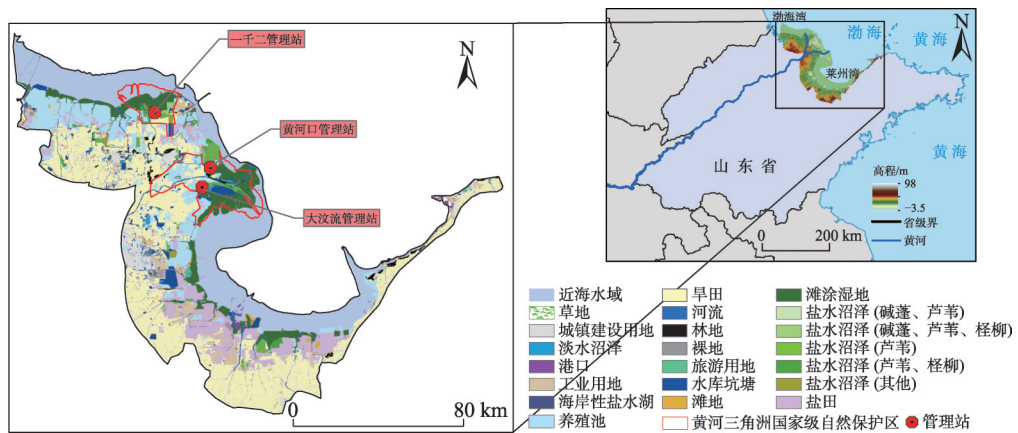 一千二管理站
N
黄河口管理站
大汶流管理站
0 80 km
渤海湾
渤海
黄海
N
莱州湾
黄海
山东省
高程/m
98
-3.5
省级界
黄河
0 200 km
近海水域
草地
城镇建设用地
淡水沼泽
港口
工业用地
海岸性盐水湖
养殖池
旱田
河流
林地
裸地
旅游用地
水库坑塘
滩地
黄河三角洲国家级自然保护区
滩涂湿地
盐水沼泽 (碱蓬、芦苇)
盐水沼泽 (碱蓬、芦苇、柽柳)
盐水沼泽 (芦苇)
盐水沼泽 (芦苇、柽柳)
盐水沼泽 (其他)
盐田
管理站